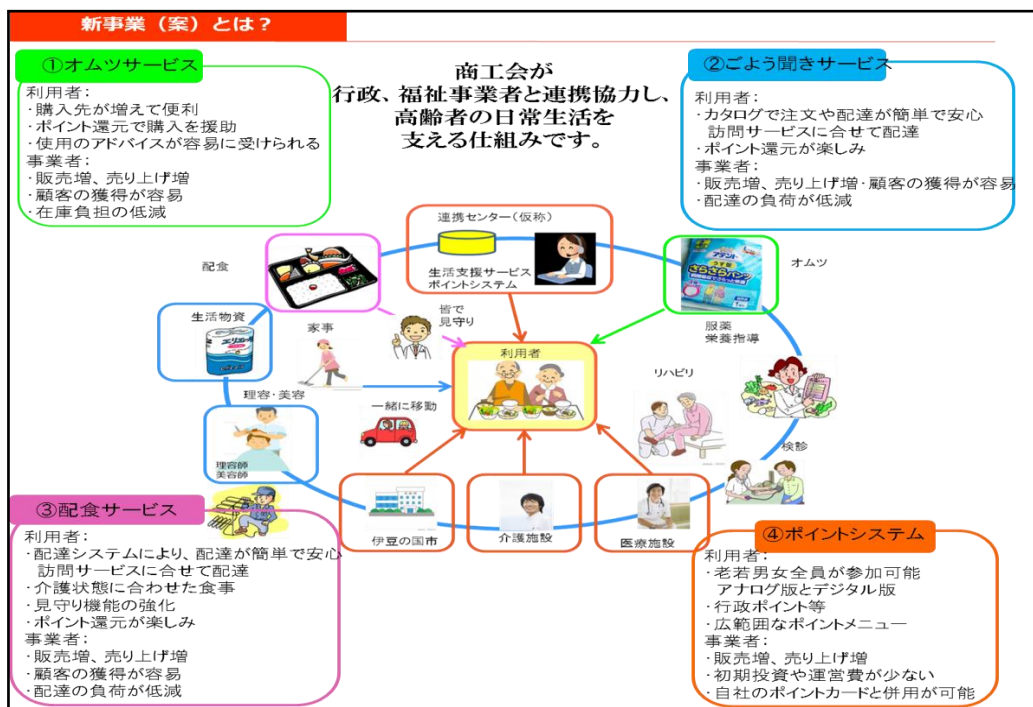 新事業（案）とは？
①オムツサービス
利用者：
・購入先が増えて便利
・ポイント還元で購入を援助
・使用のアドバイスが容易に受けられる
事業者：
・販売増、売り上げ増
・顧客の獲得が容易
・在庫負担の低減
商工会が
行政、福祉事業者と連携協力し、
高齢者の日常生活を
支える仕組みです。
②ごよう聞きサービス
利用者：
・カタログで注文や配達が簡単で安心
訪問サービスに合せて配達
・ポイント還元が楽しみ
事業者：
・販売増、売り上げ増・顧客の獲得が容易
・配達の負荷が低減
連携センター（仮称）
生活支援サービス
ポイントシステム
配食
オムツ
アテント
うす型
さらさらパンツ
生活物資
エリエール
家事
皆で
見守り
利用者
服薬
栄養指導
リハビリ
理容・美容
一緒に移動
検診
理容師
美容師
伊豆の国市
介護施設
医療施設
③配食サービス
利用者：
・配達システムにより、配達が簡単で安心
訪問サービスに合せて配達
・介護状態に合わせた食事
・見守り機能の強化
・ポイント還元が楽しみ
事業者：
・販売増、売り上げ増
・顧客の獲得が容易
・配達の負荷が低減
④ポイントシステム
利用者：
・老若男女全員が参加可能
アナログ版とデジタル版
・行政ポイント等
・広範囲なポイントメニュー
事業者：
・販売増、売り上げ増
・初期投資や運営費が少ない
・自社のポイントカードと併用が可能